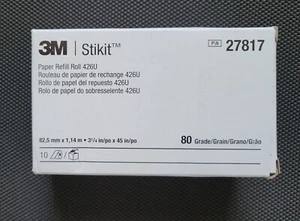 3M | Stikit™
P/N 27817
Paper Refill Roll 426U
Rouleau de papier de rechange 426U
Rollo de papel del repuesto 426U
Rolo de papel do sobresselente 426U
82,5 mm x 1,14 m • 3¼ in/po x 45 in/po
80 Grade/Grain/Grano/Grão
10